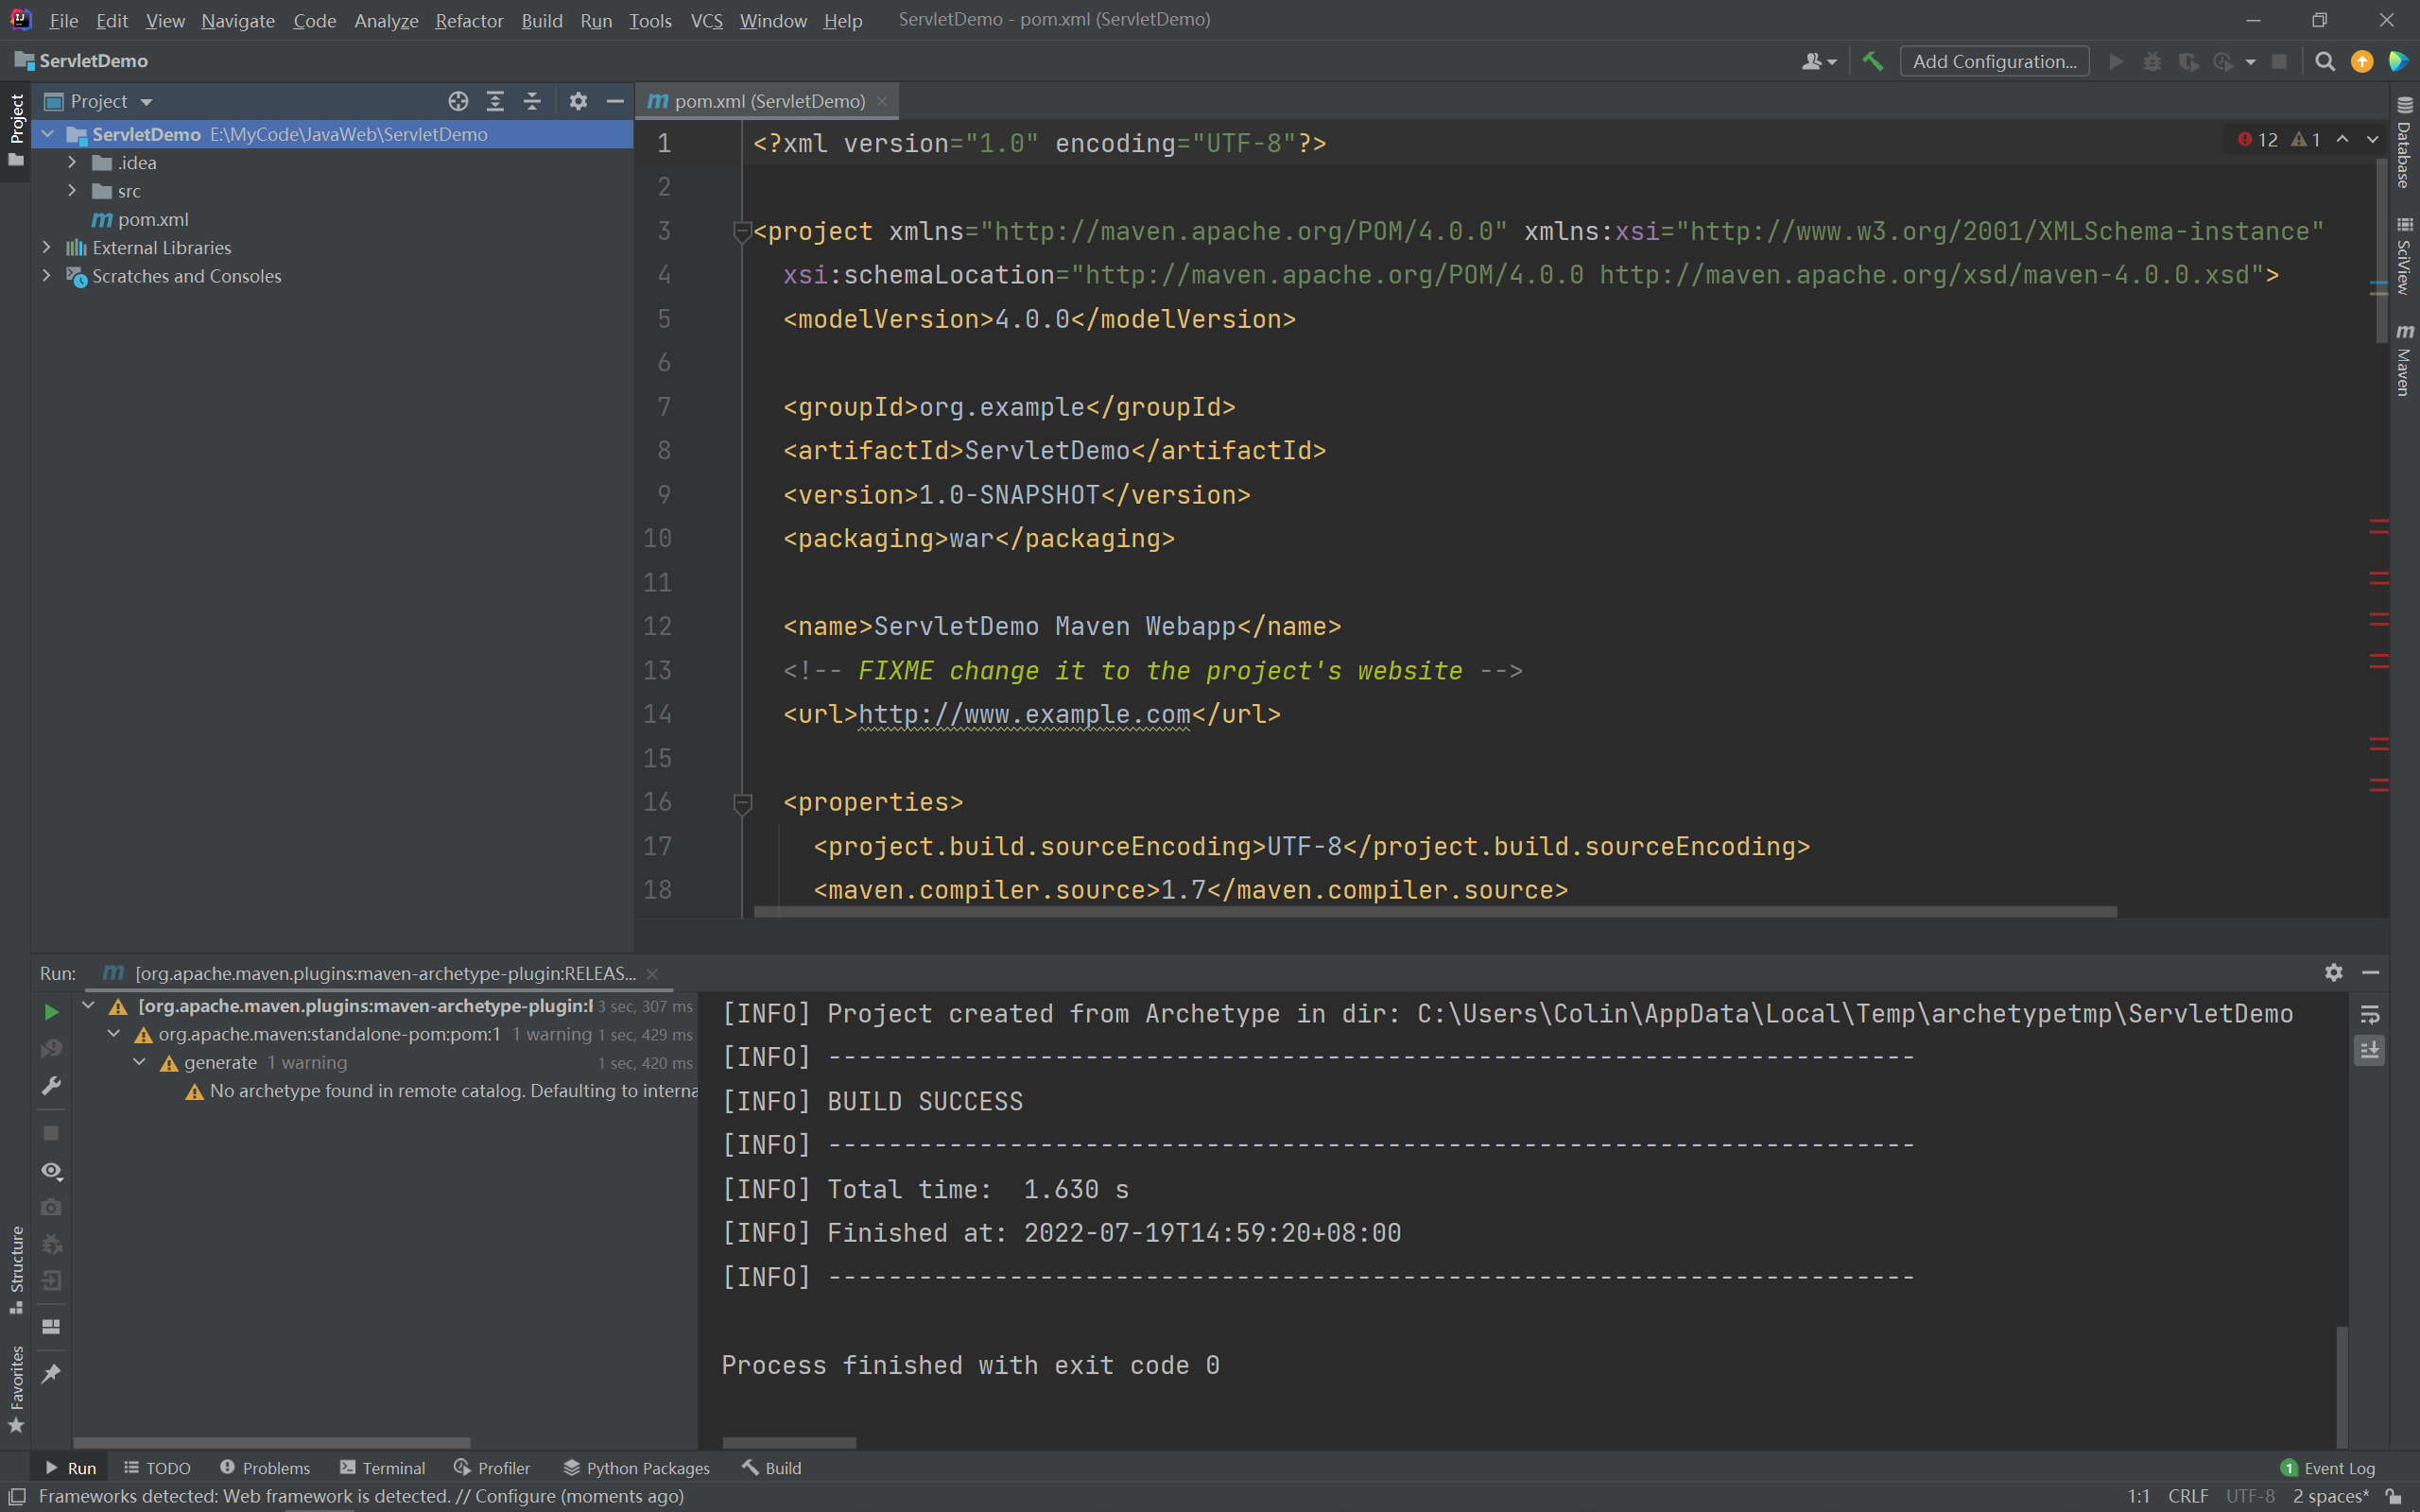 File Edit View Navigate Code Analyze Refactor Build Run Tools VCS Window Help ServletDemo - pom.xml (ServletDemo)
ServletDemo
Add Configuration...
Project
Project
ServletDemo E:\MyCode\JavaWeb\ServletDemo
.idea
src
pom.xml
External Libraries
Scratches and Consoles
pom.xml (ServletDemo)
12 1
1 <?xml version="1.0" encoding="UTF-8"?>
2
3 <project xmlns="http://maven.apache.org/POM/4.0.0" xmlns:xsi="http://www.w3.org/2001/XMLSchema-instance"
4 xsi:schemaLocation="http://maven.apache.org/POM/4.0.0 http://maven.apache.org/xsd/maven-4.0.0.xsd">
5 <modelVersion>4.0.0</modelVersion>
6
7 <groupId>org.example</groupId>
8 <artifactId>ServletDemo</artifactId>
9 <version>1.0-SNAPSHOT</version>
10 <packaging>war</packaging>
11
12 <name>ServletDemo Maven Webapp</name>
13 <!-- FIXME change it to the project's website -->
14 <url>http://www.example.com</url>
15
16 <properties>
17 <project.build.sourceEncoding>UTF-8</project.build.sourceEncoding>
18 <maven.compiler.source>1.7</maven.compiler.source>
Database
SciView
Maven
Run: [org.apache.maven.plugins:maven-archetype-plugin:RELEAS...
[org.apache.maven.plugins:maven-archetype-plugin: 3 sec, 307 ms
org.apache.maven:standalone-pom:pom:1 1 warning 1 sec, 429 ms
generate 1 warning 1 sec, 420 ms
No archetype found in remote catalog. Defaulting to interna
[INFO] Project created from Archetype in dir: C:\Users\Colin\AppData\Local\Temp\archetypetmp\ServletDemo
[INFO] ------------------------------------------------------------------------
[INFO] BUILD SUCCESS
[INFO] ------------------------------------------------------------------------
[INFO] Total time:  1.630 s
[INFO] Finished at: 2022-07-19T14:59:20+08:00
[INFO] ------------------------------------------------------------------------
Process finished with exit code 0
Structure
Favorites
Run TODO Problems Terminal Profiler Python Packages Build 1 Event Log
Frameworks detected: Web framework is detected. // Configure (moments ago) 1:1 CRLF UTF-8 2 spaces*